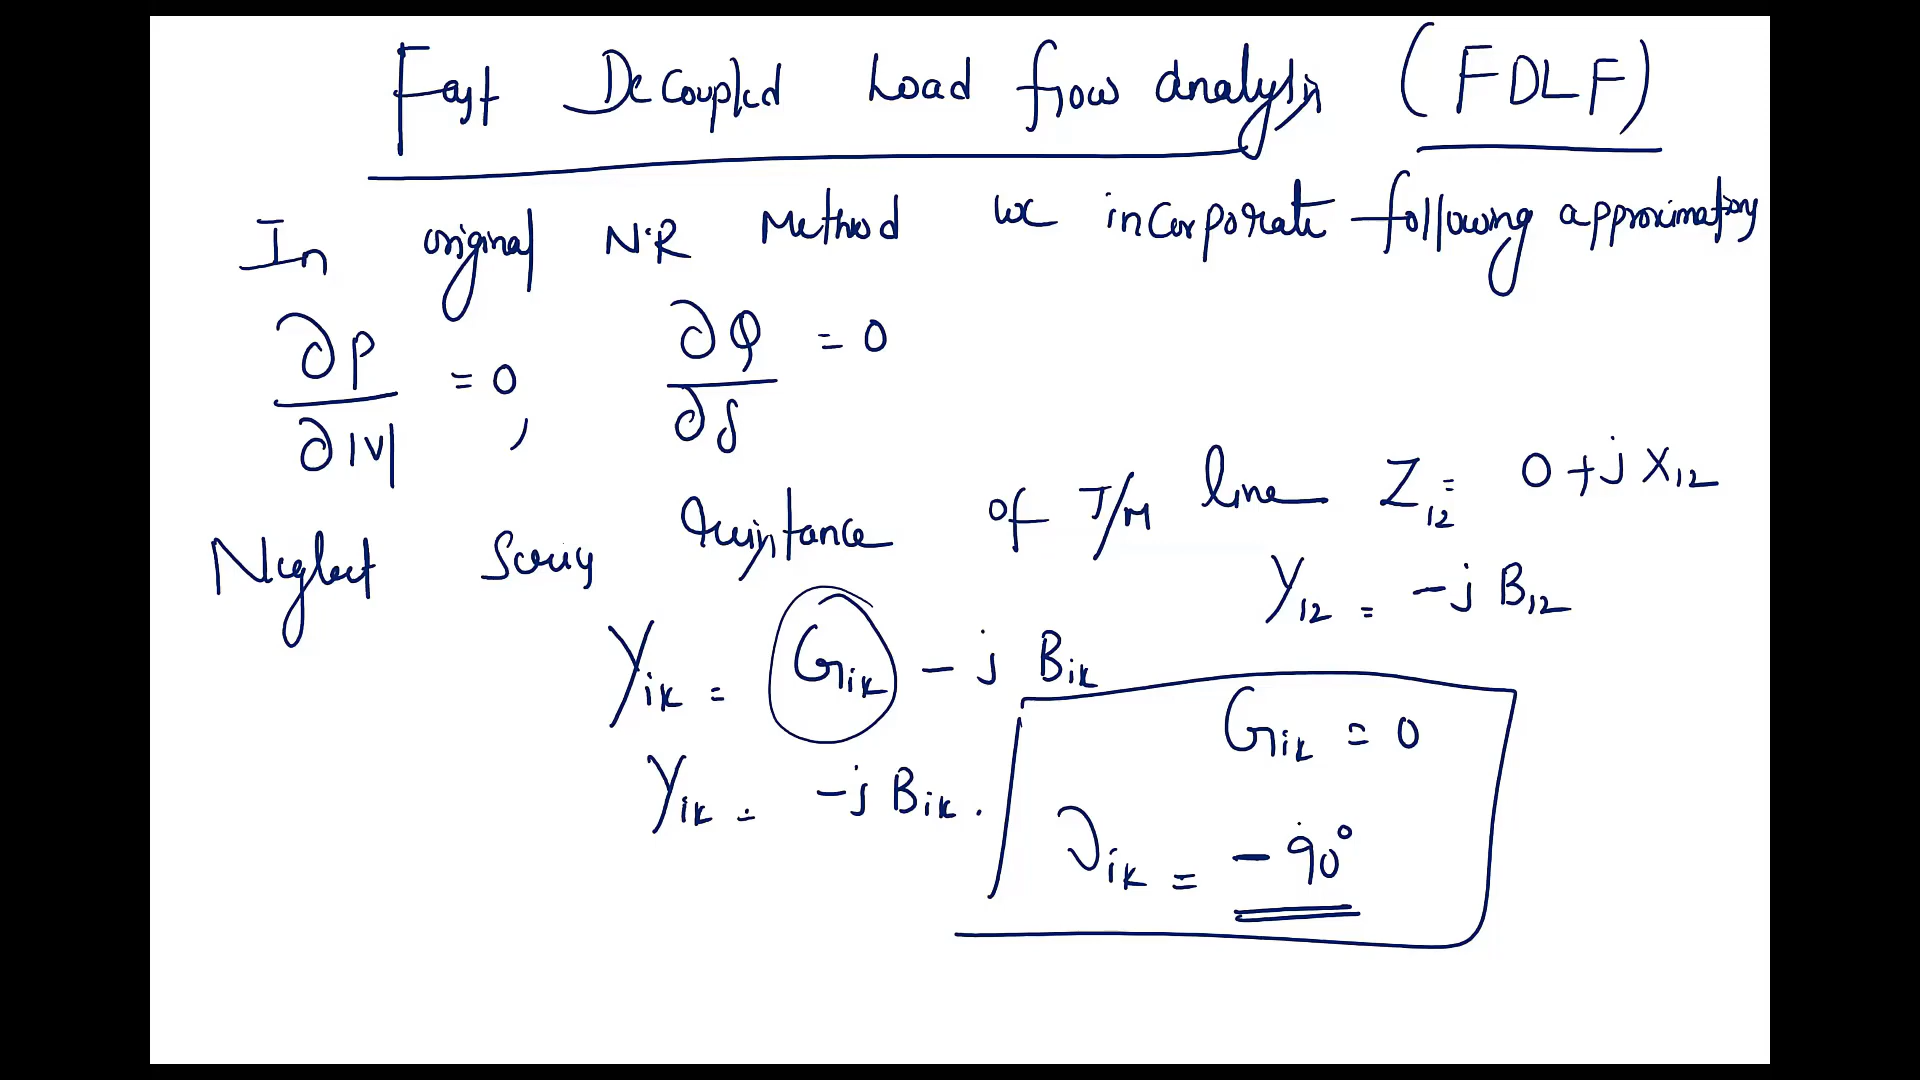 Fast Decoupled Load flow analysis (FDLF)
In original N.R Method we incorporate following approximations
∂P/∂|V| = 0, ∂Q/∂δ = 0
Neglect Series resistance of T/M line Z12 = 0 + j X12
Y12 = -j B12
Yik = Gik - j Bik
Gik = 0
Yik = -j Bik.
γik = -90°